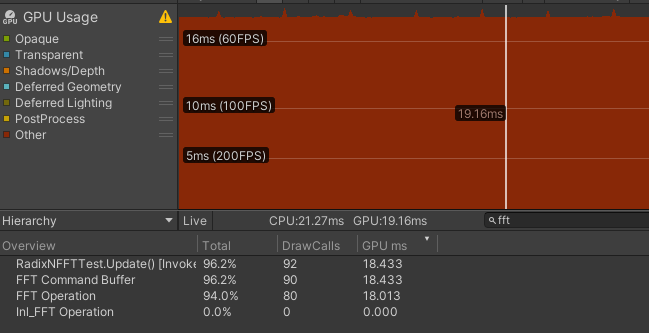 GPU Usage
GPU
Opaque
Transparent
Shadows/Depth
Deferred Geometry
Deferred Lighting
PostProcess
Other
16ms (60FPS)
10ms (100FPS)
19.16ms
5ms (200FPS)
Hierarchy Live CPU:21.27ms GPU:19.16ms fft
Overview Total DrawCalls GPU ms
RadixNFFTTest.Update() [Invoke 96.2% 92 18.433
FFT Command Buffer 96.2% 90 18.433
FFT Operation 94.0% 80 18.013
Inl_FFT Operation 0.0% 0 0.000